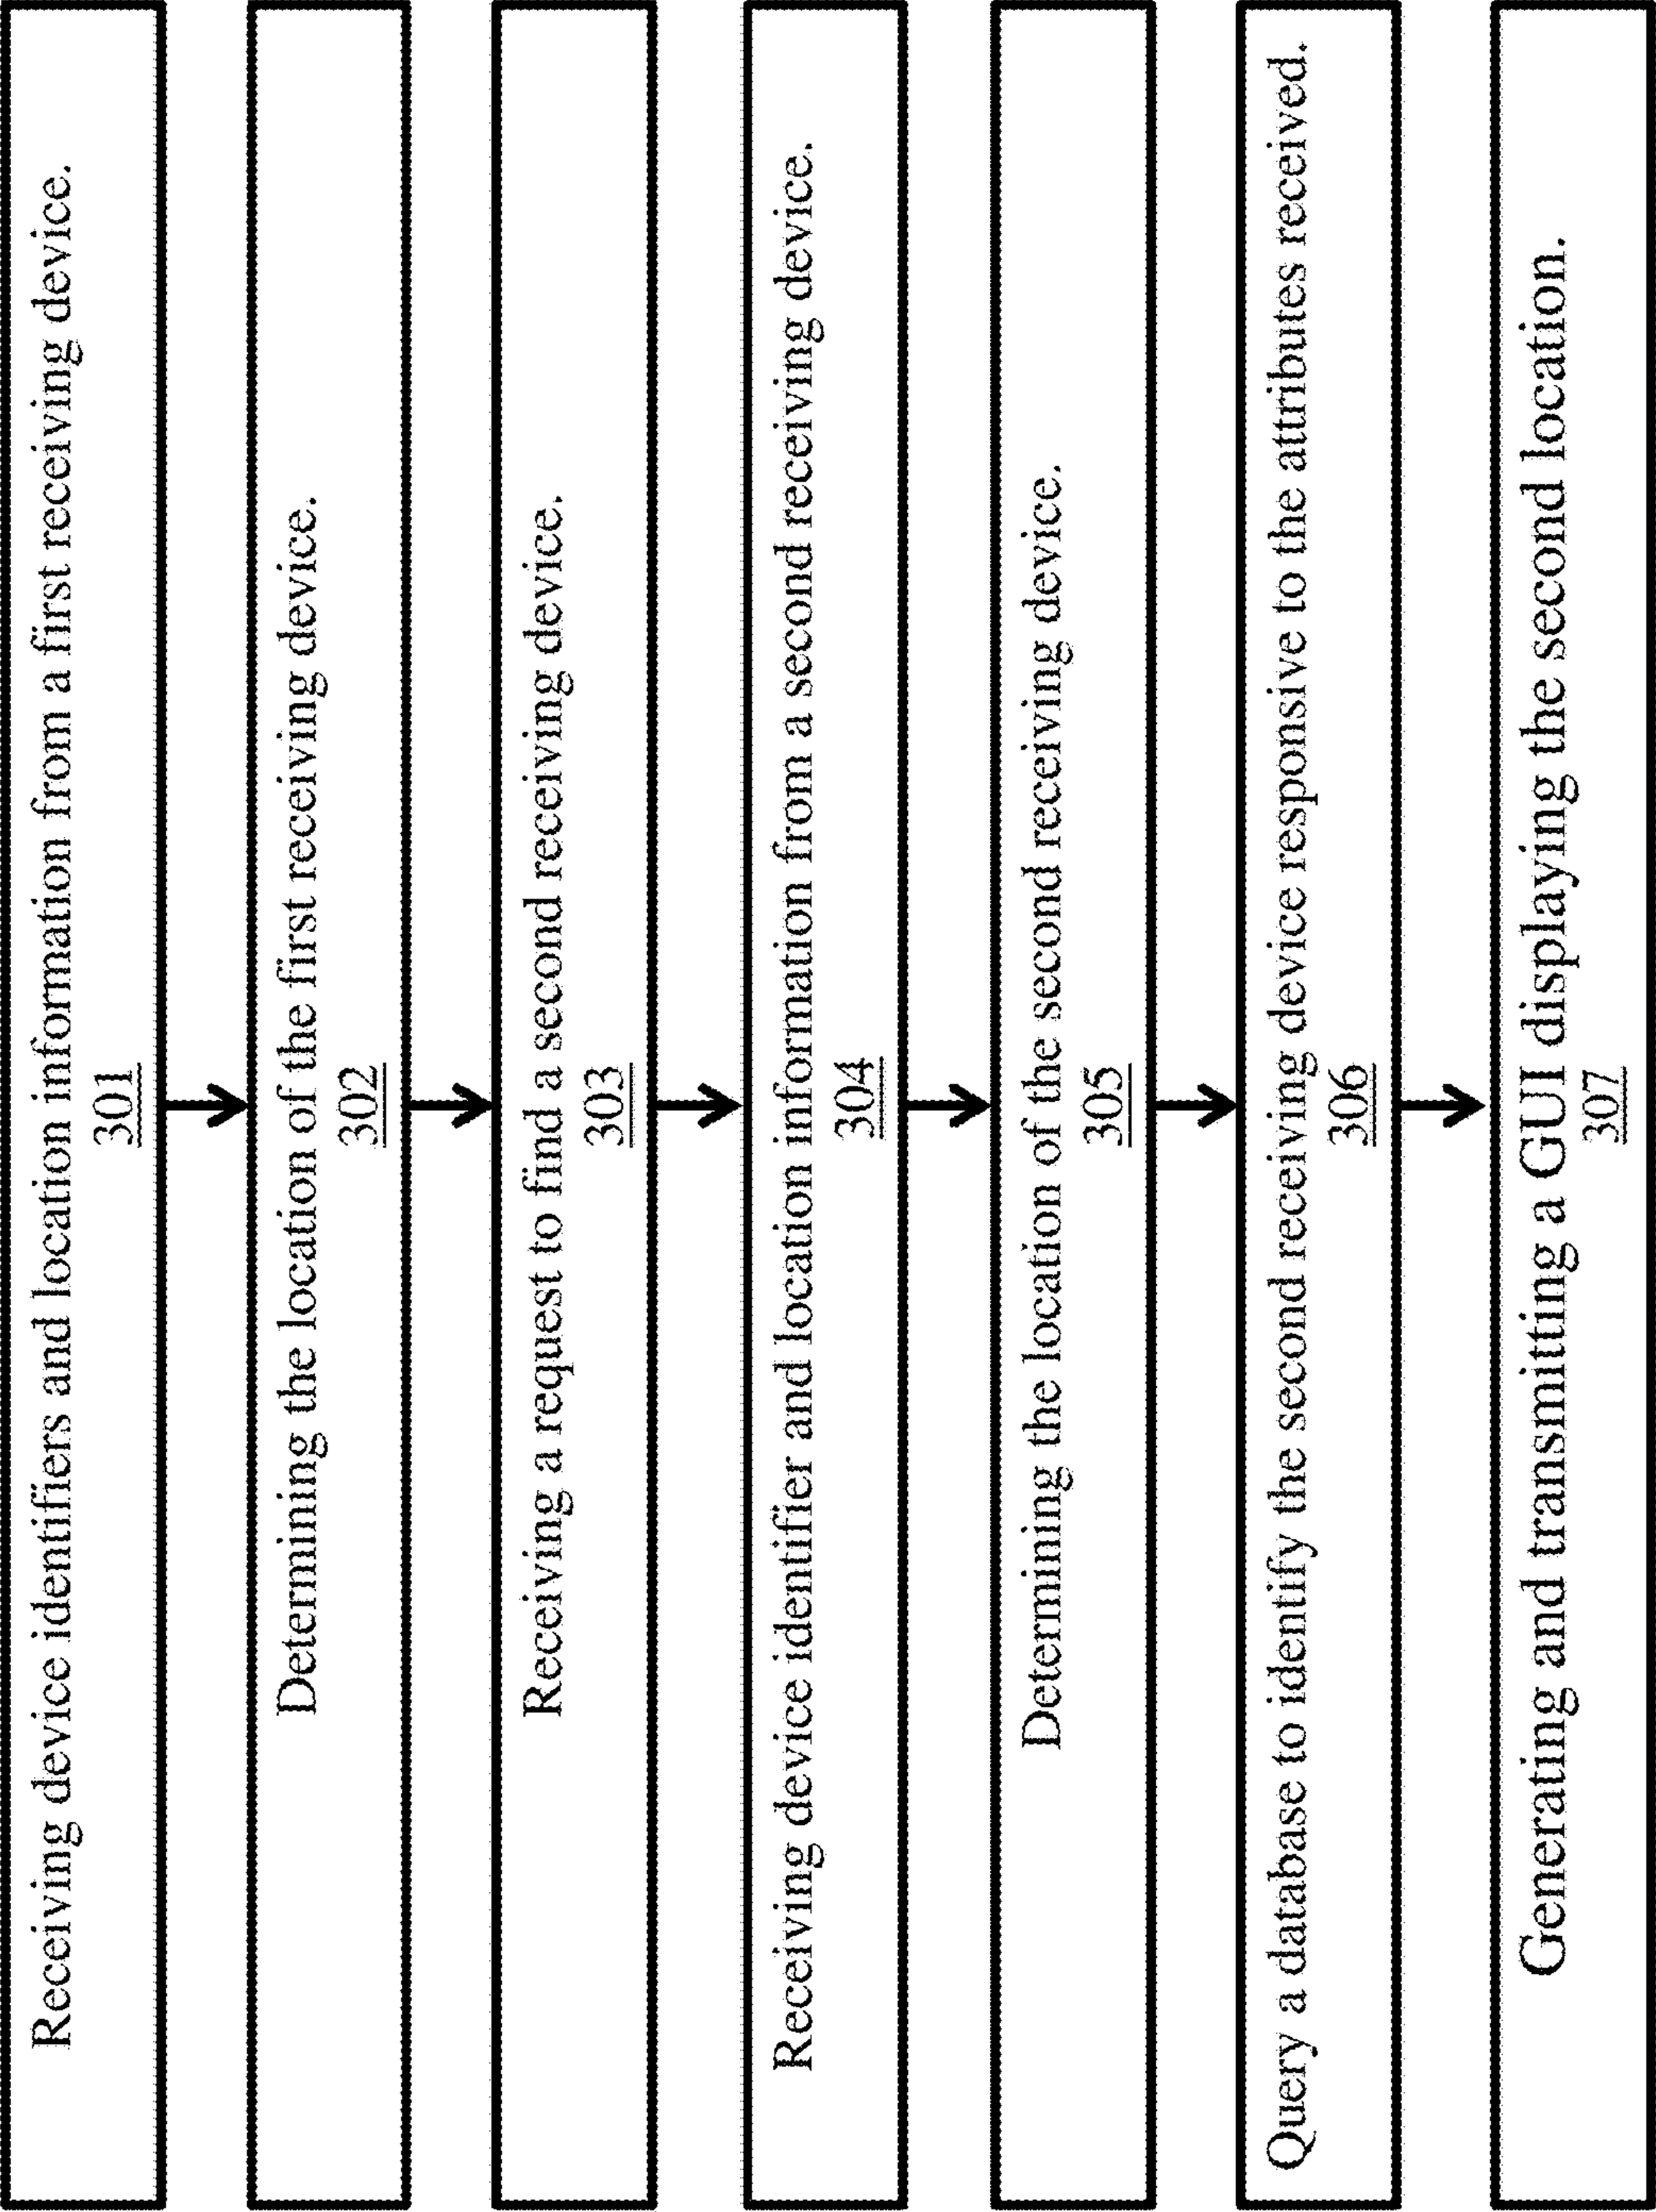 Receiving device identifiers and location information from a first receiving device.
301
Determining the location of the first receiving device.
302
Receiving a request to find a second receiving device.
303
Receiving device identifier and location information from a second receiving device.
304
Determining the location of the second receiving device.
305
Query a database to identify the second receiving device responsive to the attributes received.
306
Generating and transmitting a GUI displaying the second location.
307